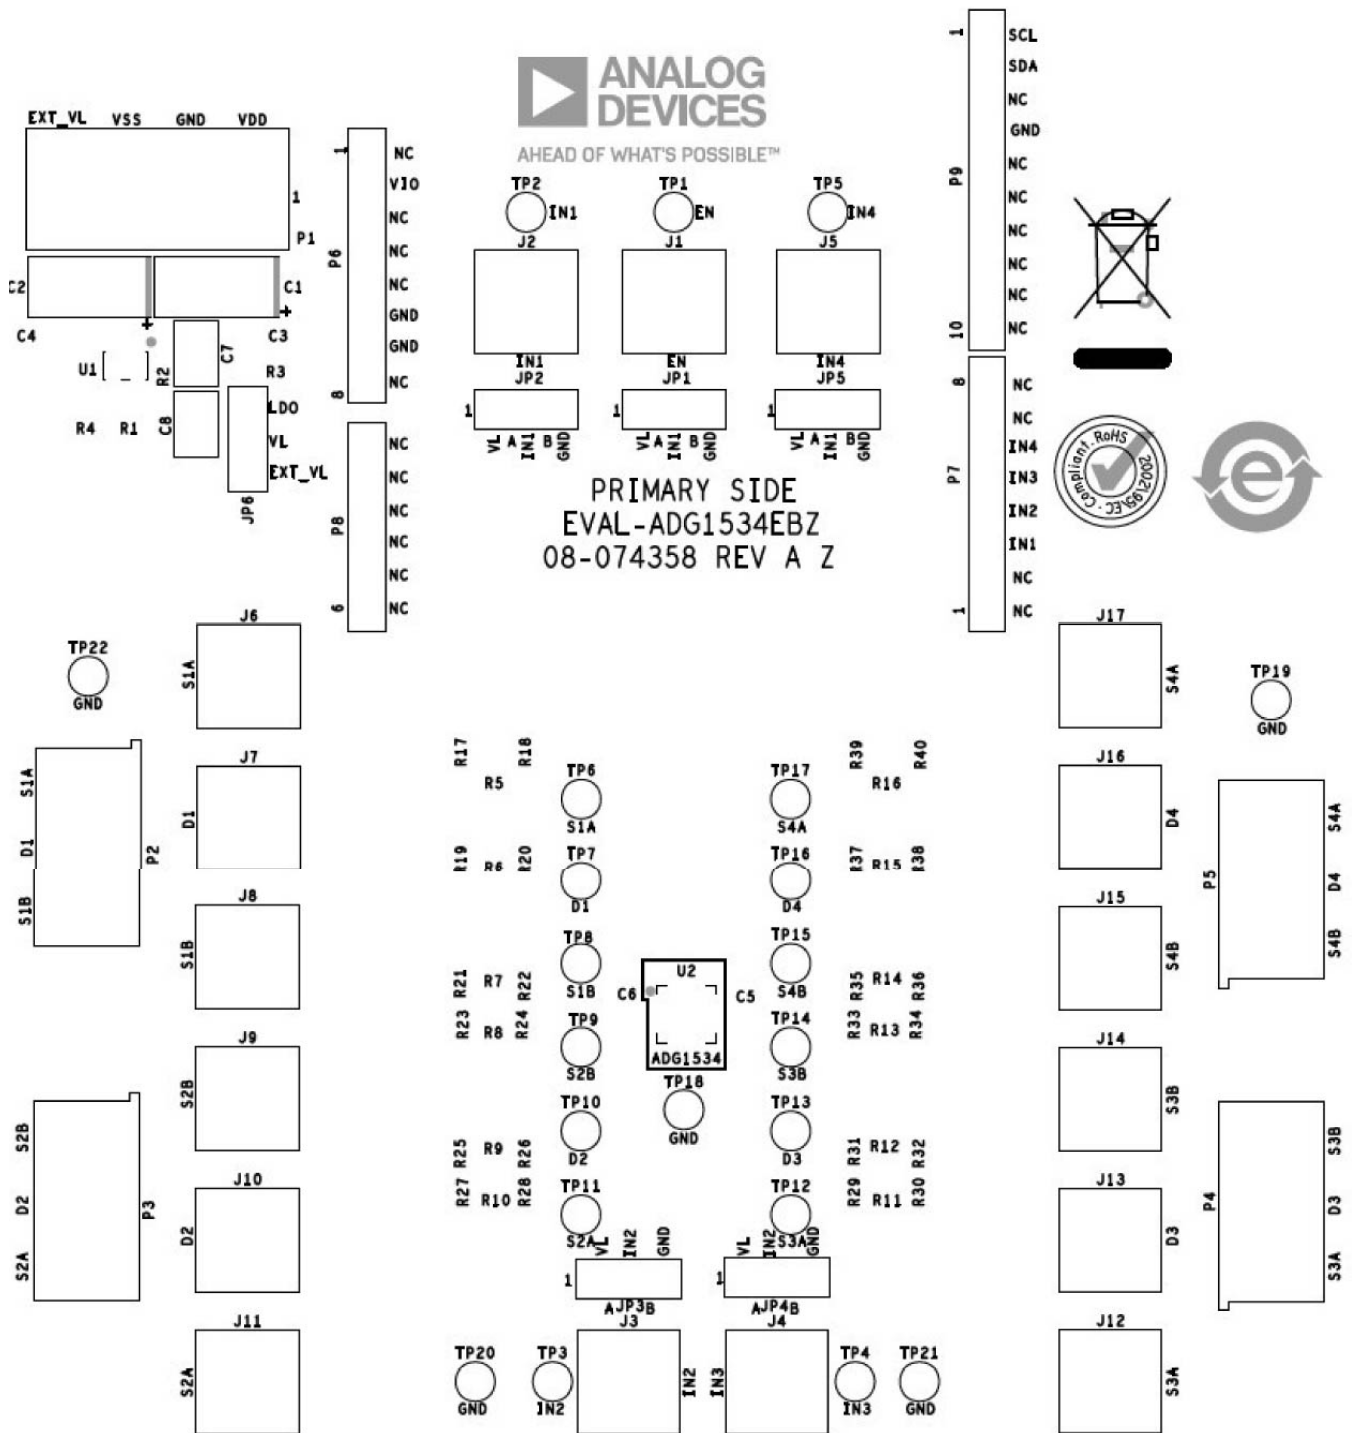 ANALOG
DEVICES
AHEAD OF WHAT'S POSSIBLE™
EXT_VL VSS GND VDD
1
P1
C2 C1
+ +
C4 C3
U1 R2 C7 R3
R4 R1 C8
LDO
VL
EXT_VL
JP6
1
NC
VIO
NC
NC
NC
GND
GND
NC
8
P6
NC
NC
NC
NC
NC
NC
6
P8
TP2 TP1 TP5
IN1 EN IN4
J2 J1 J5
IN1 EN IN4
JP2 JP1 JP5
1 1 1
VL A IN1 B GND
VL A IN1 B GND
VL A IN1 B GND
PRIMARY SIDE
EVAL-ADG1534EBZ
08-074358 REV A Z
1
SCL
SDA
NC
GND
NC
NC
NC
NC
NC
NC
10
P9
8
NC
NC
IN4
IN3
IN2
IN1
NC
NC
1
P7
Compliant.RoHS
2002\95\EC
e
TP22
GND
J6
S1A
J7
D1
J8
S1B
J9
S2B
J10
D2
J11
S2A
S1A
D1
S1B
P2
S2B
D2
S2A
P3
R17 R5 R18
R19 R6 R20
R21 R7 R22
R23 R8 R24
R25 R9 R26
R27 R10 R28
TP6
S1A
TP7
D1
TP8
S1B
TP9
S2B
TP10
D2
TP11
S2A
C6 U2 C5
ADG1534
TP18
GND
TP17
S4A
TP16
D4
TP15
S4B
TP14
S3B
TP13
D3
TP12
S3A
R39 R16 R40
R37 R15 R38
R35 R14 R36
R33 R13 R34
R31 R12 R32
R29 R11 R30
VL IN2 GND
1
A JP3 B
VL IN2 GND
1
A JP4 B
J3 J4
IN2 IN3
TP20
GND
TP3
IN2
TP4
IN3
TP21
GND
J17
S4A
J16
D4
J15
S4B
J14
S3B
J13
D3
J12
S3A
TP19
GND
S4A
D4
S4B
P5
S3B
D3
S3A
P4